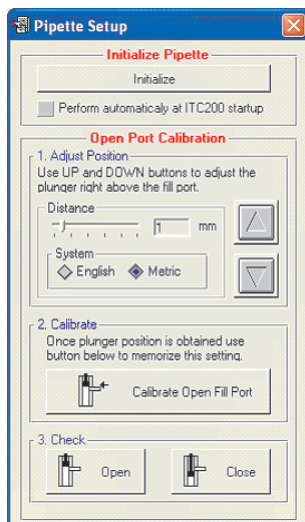 Pipette Setup
Initialize Pipette
Initialize
Perform automaticaly at ITC200 startup
Open Port Calibration
1. Adjust Position
Use UP and DOWN buttons to adjust the
plunger right above the fill port.
Distance
1 mm
System
English Metric
2. Calibrate
Once plunger position is obtained use
button below to memorize this setting.
Calibrate Open Fill Port
3. Check
Open Close